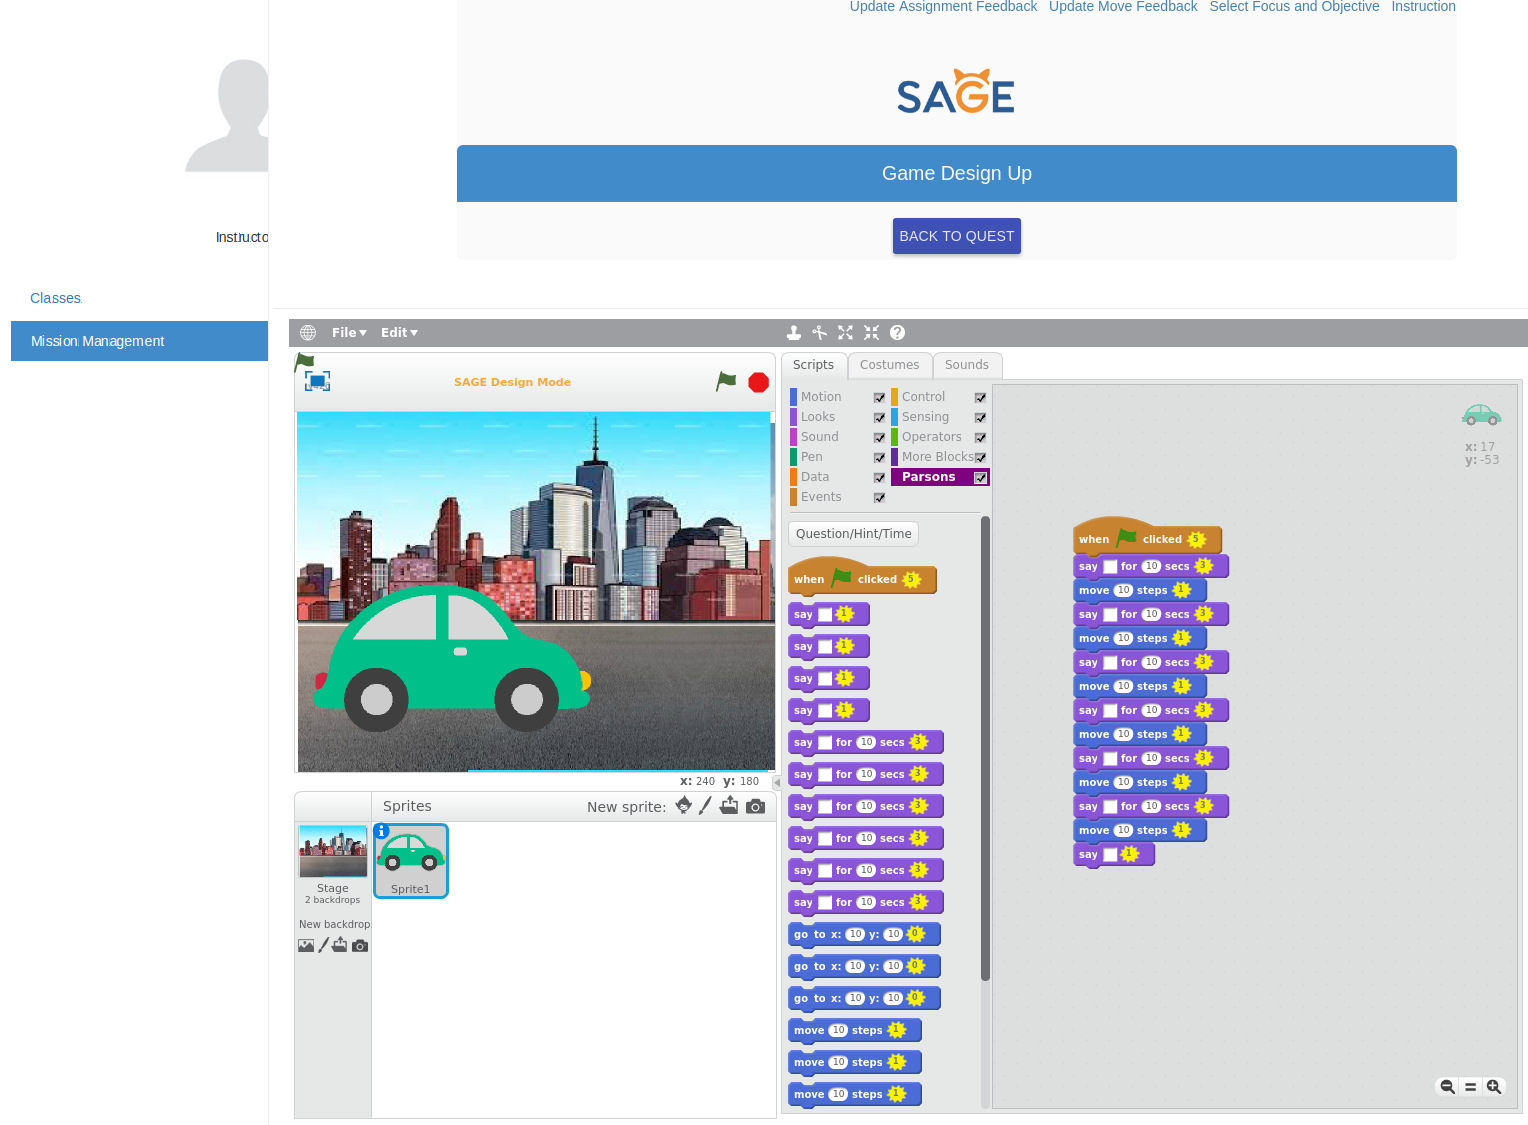 Update Assignment Feedback Update Move Feedback Select Focus and Objective Instruction
SAGE
Game Design Up
BACK TO QUEST
Instructo
Classes
Mission Management
File Edit
SAGE Design Mode
x: 240 y: 180
Sprites New sprite:
Stage
2 backdrops
New backdrop:
Sprite1
Scripts Costumes Sounds
Motion Control
Looks Sensing
Sound Operators
Pen More Blocks
Data Parsons
Events
Question/Hint/Time
when clicked 5
say 1
say 1
say 1
say 1
say for 10 secs 3
say for 10 secs 3
say for 10 secs 3
say for 10 secs 3
say for 10 secs 3
say for 10 secs 3
go to x: 10 y: 10 0
go to x: 10 y: 10 0
go to x: 10 y: 10 0
move 10 steps 1
move 10 steps 1
move 10 steps 1
x: 17
y: -53
when clicked 5
say for 10 secs 3
move 10 steps 1
say for 10 secs 3
move 10 steps 1
say for 10 secs 3
move 10 steps 1
say for 10 secs 3
move 10 steps 1
say for 10 secs 3
move 10 steps 1
say for 10 secs 3
move 10 steps 1
say 1